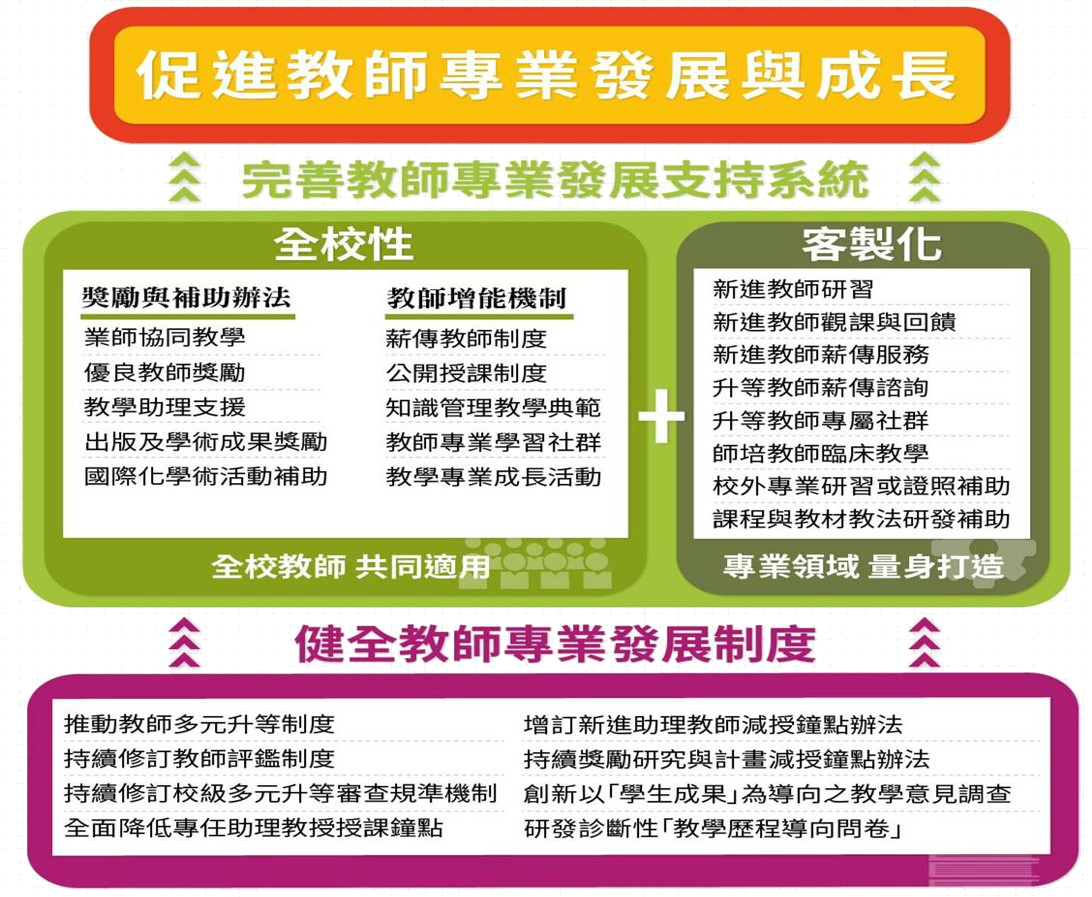 促進教師專業發展與成長
完善教師專業發展支持系統
全校性
獎勵與補助辦法
業師協同教學
優良教師獎勵
教學助理支援
出版及學術成果獎勵
國際化學術活動補助
教師增能機制
薪傳教師制度
公開授課制度
知識管理教學典範
教師專業學習社群
教學專業成長活動
全校教師 共同適用
+
客製化
新進教師研習
新進教師觀課與回饋
新進教師薪傳服務
升等教師薪傳諮詢
升等教師專屬社群
師培教師臨床教學
校外專業研習或證照補助
課程與教材教法研發補助
專業領域 量身打造
健全教師專業發展制度
推動教師多元升等制度
持續修訂教師評鑑制度
持續修訂校級多元升等審查規準機制
全面降低專任助理教授授課鐘點
增訂新進助理教師減授鐘點辦法
持續獎勵研究與計畫減授鐘點辦法
創新以「學生成果」為導向之教學意見調查
研發診斷性「教學歷程導向問卷」